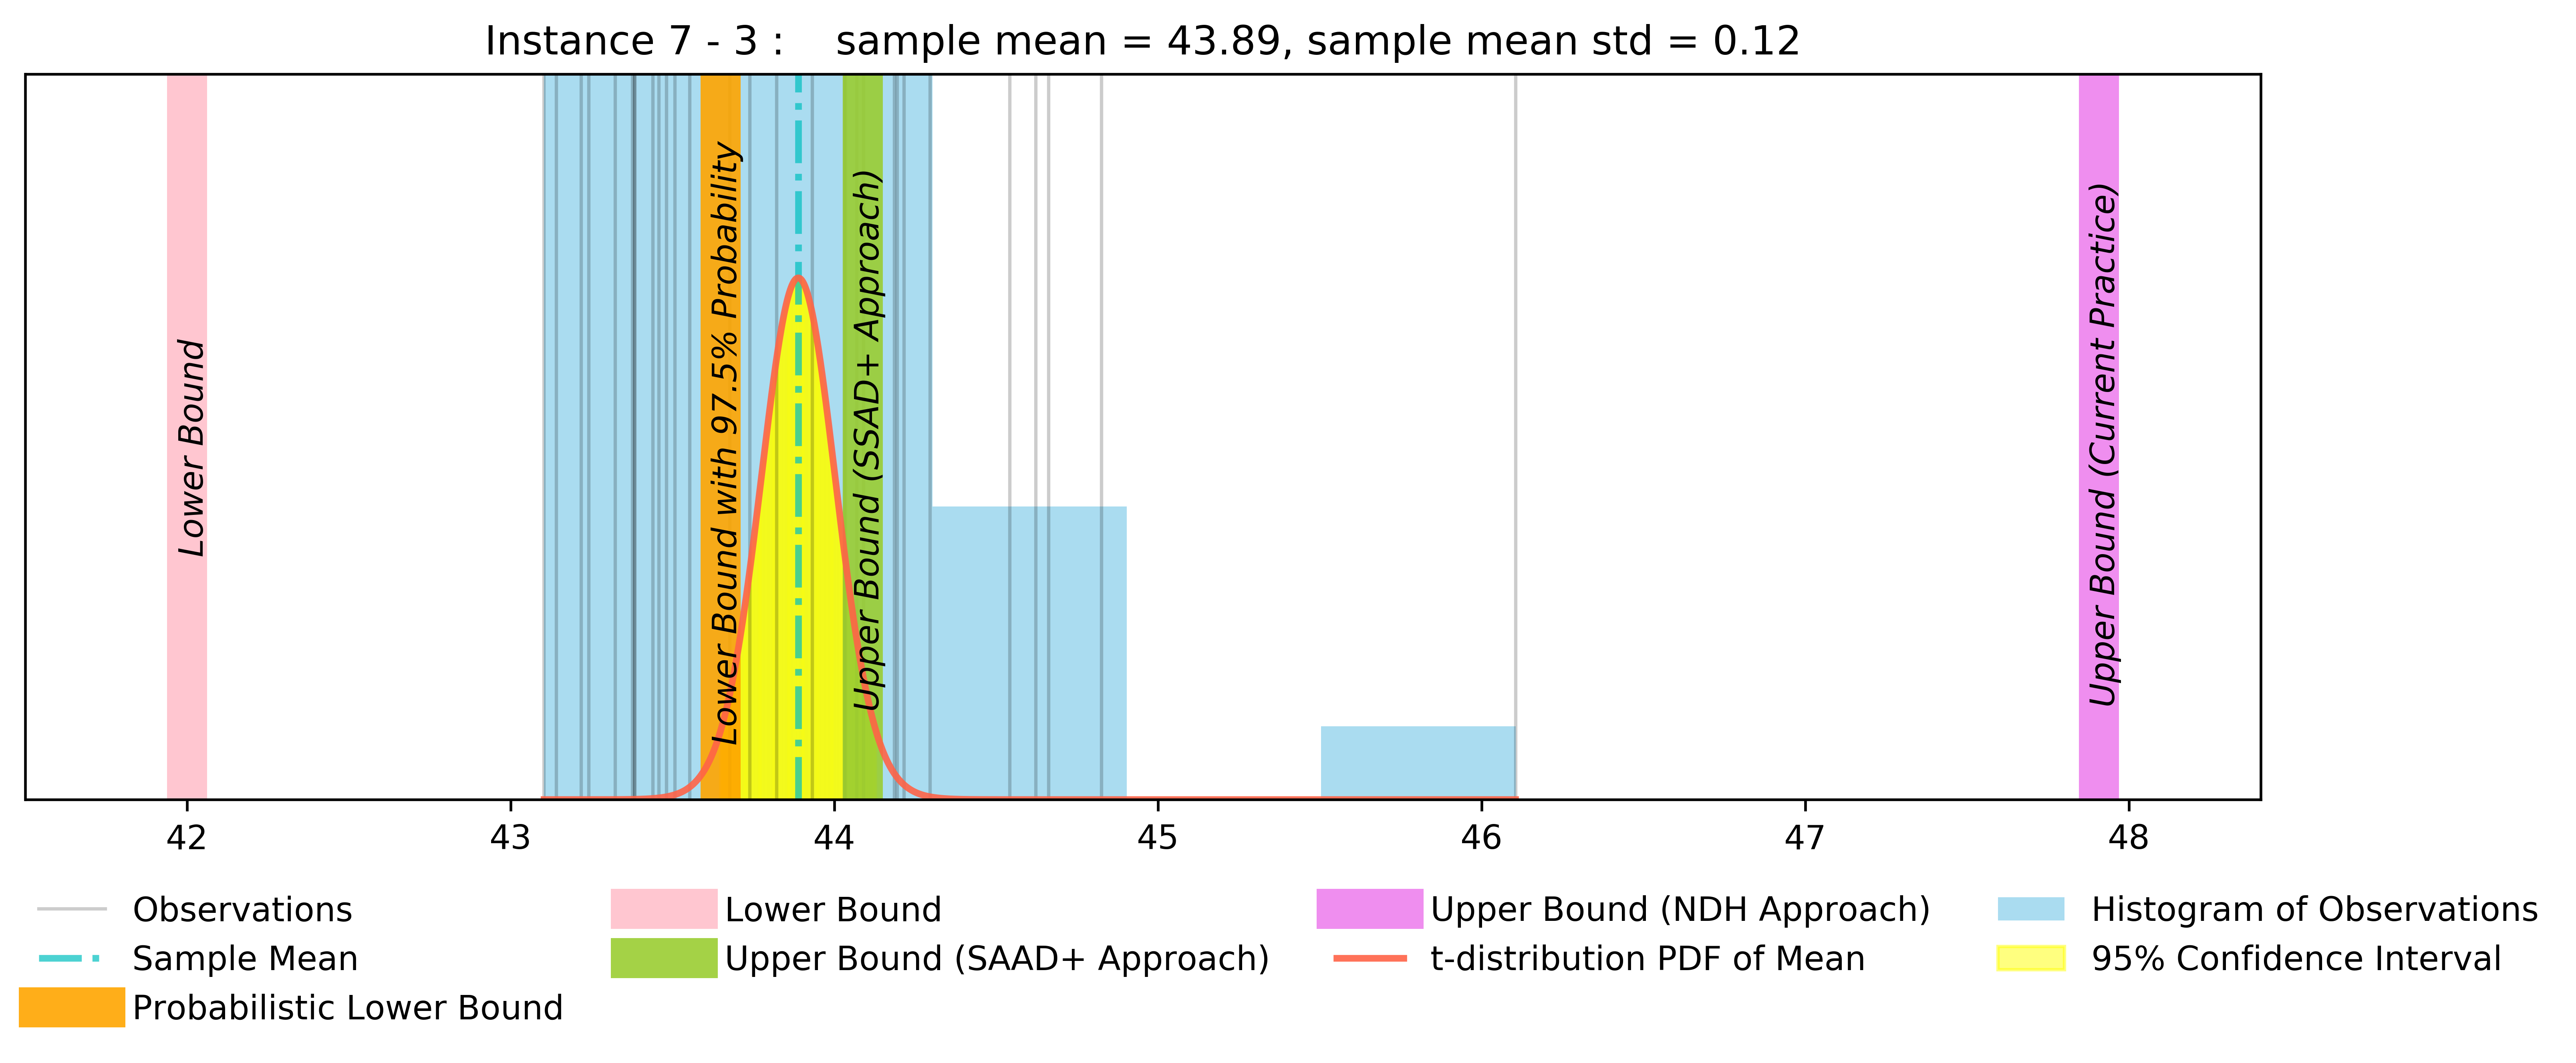 Instance 7 - 3 :    sample mean = 43.89, sample mean std = 0.12
Lower Bound
Lower Bound with 97.5% Probability
Upper Bound (SSAD+ Approach)
Upper Bound (Current Practice)
42 43 44 45 46 47 48
Observations
Sample Mean
Probabilistic Lower Bound
Lower Bound
Upper Bound (SAAD+ Approach)
Upper Bound (NDH Approach)
t-distribution PDF of Mean
Histogram of Observations
95% Confidence Interval